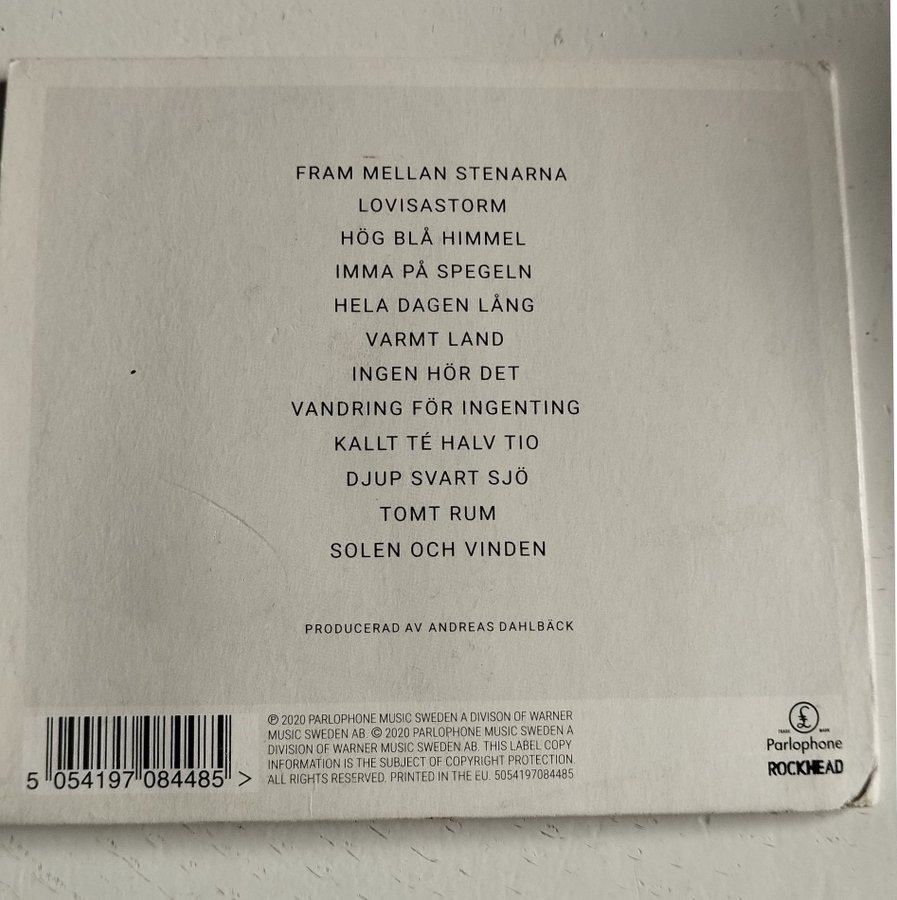 FRAM MELLAN STENARNA
LOVISASTORM
HÖG BLÅ HIMMEL
IMMA PÅ SPEGELN
HELA DAGEN LÅNG
VARMT LAND
INGEN HÖR DET
VANDRING FÖR INGENTING
KALLT TÉ HALV TIO
DJUP SVART SJÖ
TOMT RUM
SOLEN OCH VINDEN
PRODUCERAD AV ANDREAS DAHLBÄCK
℗ 2020 PARLOPHONE MUSIC SWEDEN A DIVISON OF WARNER
MUSIC SWEDEN AB. © 2020 PARLOPHONE MUSIC SWEDEN A
DIVISION OF WARNER MUSIC SWEDEN AB. THIS LABEL COPY
INFORMATION IS THE SUBJECT OF COPYRIGHT PROTECTION.
ALL RIGHTS RESERVED. PRINTED IN THE EU. 5054197084485
5 054197 084485 >
£
TRADE MARK
Parlophone
ROCKHEAD